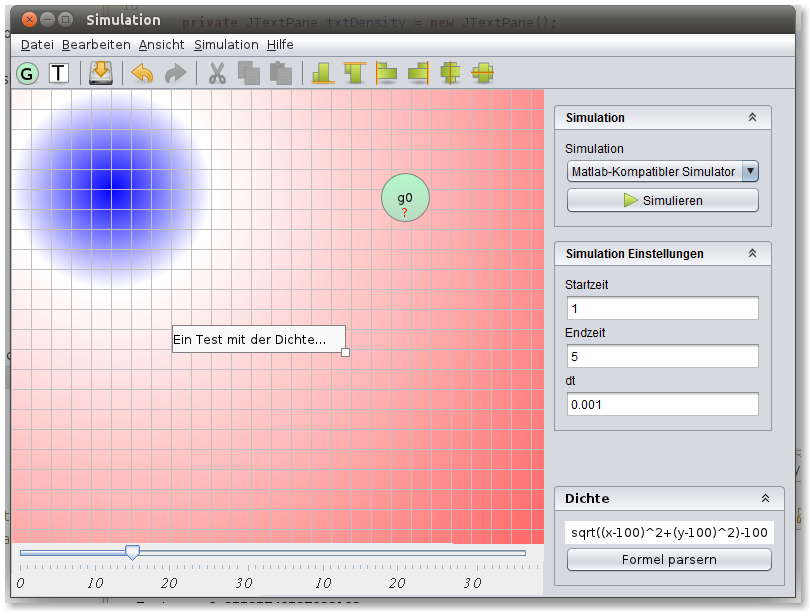 private JTextPane txtDensity = new JTextPane();
Simulation
Datei Bearbeiten Ansicht Simulation Hilfe
G T
g0
?
Ein Test mit der Dichte...
0 10 20 30 10 20 30
Simulation
Simulation
Matlab-Kompatibler Simulator
Simulieren
Simulation Einstellungen
Startzeit
1
Endzeit
5
dt
0.001
Dichte
sqrt((x-100)^2+(y-100)^2)-100
Formel parsern